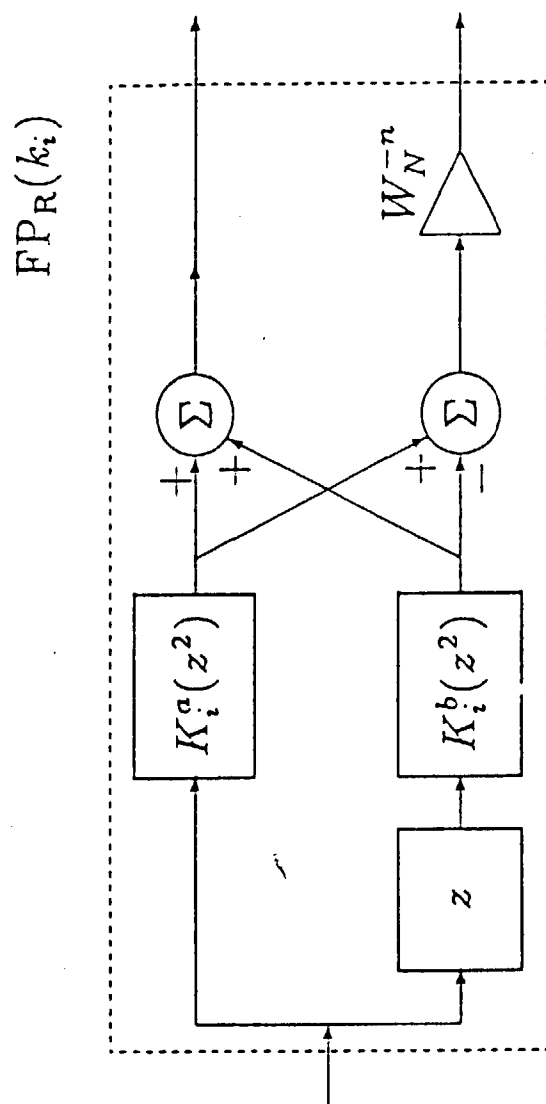 FP_R(k_i)
K_i^a(z^2)
+
+
Σ
z
K_i^b(z^2)
+
−
Σ
W_N^{-n}